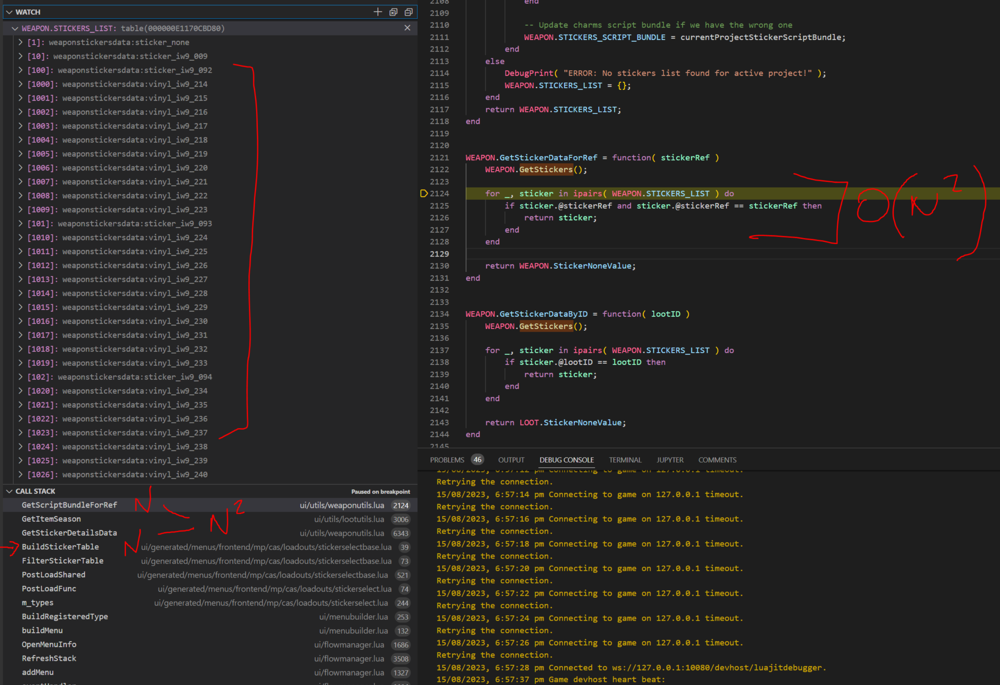 WATCH
WEAPON.STICKERS_LIST: table(000000E1170CBD80)
[1]: weaponstickersdata:sticker_none
[10]: weaponstickersdata:sticker_iw9_009
[100]: weaponstickersdata:sticker_iw9_092
[1000]: weaponstickersdata:vinyl_iw9_214
[1001]: weaponstickersdata:vinyl_iw9_215
[1002]: weaponstickersdata:vinyl_iw9_216
[1003]: weaponstickersdata:vinyl_iw9_217
[1004]: weaponstickersdata:vinyl_iw9_218
[1005]: weaponstickersdata:vinyl_iw9_219
[1006]: weaponstickersdata:vinyl_iw9_220
[1007]: weaponstickersdata:vinyl_iw9_221
[1008]: weaponstickersdata:vinyl_iw9_222
[1009]: weaponstickersdata:vinyl_iw9_223
[101]: weaponstickersdata:sticker_iw9_093
[1010]: weaponstickersdata:vinyl_iw9_224
[1011]: weaponstickersdata:vinyl_iw9_225
[1012]: weaponstickersdata:vinyl_iw9_226
[1013]: weaponstickersdata:vinyl_iw9_227
[1014]: weaponstickersdata:vinyl_iw9_228
[1015]: weaponstickersdata:vinyl_iw9_229
[1016]: weaponstickersdata:vinyl_iw9_230
[1017]: weaponstickersdata:vinyl_iw9_231
[1018]: weaponstickersdata:vinyl_iw9_232
[1019]: weaponstickersdata:vinyl_iw9_233
[102]: weaponstickersdata:sticker_iw9_094
[1020]: weaponstickersdata:vinyl_iw9_234
[1021]: weaponstickersdata:vinyl_iw9_235
[1022]: weaponstickersdata:vinyl_iw9_236
[1023]: weaponstickersdata:vinyl_iw9_237
[1024]: weaponstickersdata:vinyl_iw9_238
[1025]: weaponstickersdata:vinyl_iw9_239
[1026]: weaponstickersdata:vinyl_iw9_240
CALL STACK Paused on breakpoint
GetScriptBundleForRef N ui/utils/weaponutils.lua 2124
GetItemSeason N² ui/utils/lootutils.lua 3006
GetStickerDetailsData ui/utils/weaponutils.lua 6343
BuildStickerTable N ui/generated/menus/frontend/mp/cas/loadouts/stickerselectbase.lua 39
FilterStickerTable ui/generated/menus/frontend/mp/cas/loadouts/stickerselectbase.lua 73
PostLoadShared ui/generated/menus/frontend/mp/cas/loadouts/stickerselectbase.lua 521
PostLoadFunc ui/generated/menus/frontend/mp/cas/loadouts/stickerselect.lua 74
m_types ui/generated/menus/frontend/mp/cas/loadouts/stickerselect.lua 244
BuildRegisteredType ui/menubuilder.lua 253
buildMenu ui/menubuilder.lua 132
OpenMenuInfo ui/flowmanager.lua 1686
RefreshStack ui/flowmanager.lua 3508
addMenu ui/flowmanager.lua 1327
2108 end
2109
2110 -- Update charms script bundle if we have the wrong one
2111 WEAPON.STICKERS_SCRIPT_BUNDLE = currentProjectStickerScriptBundle;
2112 end
2113 else
2114 DebugPrint( "ERROR: No stickers list found for active project!" );
2115 WEAPON.STICKERS_LIST = {};
2116 end
2117 return WEAPON.STICKERS_LIST;
2118 end
2119
2120
2121 WEAPON.GetStickerDataForRef = function( stickerRef )
2122 WEAPON.GetStickers();
2123
2124 for _, sticker in ipairs( WEAPON.STICKERS_LIST ) do
2125 if sticker.@stickerRef and sticker.@stickerRef == stickerRef then
2126 return sticker;
2127 end
2128 end
2129
2130 return WEAPON.StickerNoneValue;
2131 end
2132
2133
2134 WEAPON.GetStickerDataByID = function( lootID )
2135 WEAPON.GetStickers();
2136
2137 for _, sticker in ipairs( WEAPON.STICKERS_LIST ) do
2138 if sticker.@lootID == lootID then
2139 return sticker;
2140 end
2141 end
2142
2143 return LOOT.StickerNoneValue;
2144 end
2145
O(N²)
PROBLEMS 46 OUTPUT DEBUG CONSOLE TERMINAL JUPYTER COMMENTS
15/08/2023, 6:57:12 pm Connecting to game on 127.0.0.1 timeout.
Retrying the connection.
15/08/2023, 6:57:14 pm Connecting to game on 127.0.0.1 timeout.
Retrying the connection.
15/08/2023, 6:57:16 pm Connecting to game on 127.0.0.1 timeout.
Retrying the connection.
15/08/2023, 6:57:18 pm Connecting to game on 127.0.0.1 timeout.
Retrying the connection.
15/08/2023, 6:57:20 pm Connecting to game on 127.0.0.1 timeout.
Retrying the connection.
15/08/2023, 6:57:22 pm Connecting to game on 127.0.0.1 timeout.
Retrying the connection.
15/08/2023, 6:57:24 pm Connecting to game on 127.0.0.1 timeout.
Retrying the connection.
15/08/2023, 6:57:26 pm Connecting to game on 127.0.0.1 timeout.
Retrying the connection.
15/08/2023, 6:57:28 pm Connected to ws://127.0.0.1:10080/devhost/luajitdebugger.
15/08/2023, 6:57:37 pm Game devhost heart beat: